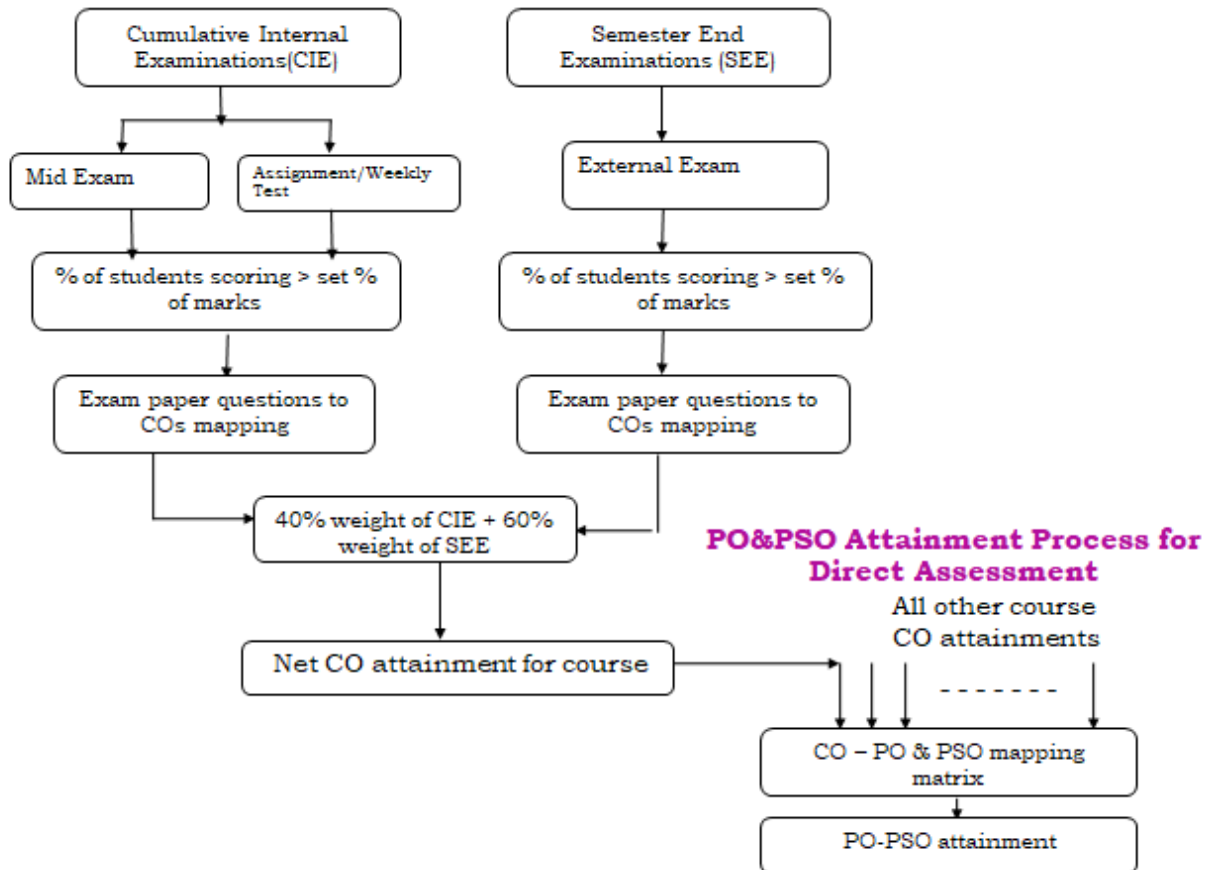 Cumulative Internal
Examinations(CIE)
Semester End
Examinations (SEE)
Mid Exam
Assignment/Weekly
Test
External Exam
% of students scoring > set %
of marks
% of students scoring > set %
of marks
Exam paper questions to
COs mapping
Exam paper questions to
COs mapping
40% weight of CIE + 60%
weight of SEE
PO&PSO Attainment Process for
Direct Assessment
All other course
CO attainments
Net CO attainment for course
- - - - - - -
CO – PO & PSO mapping
matrix
PO-PSO attainment